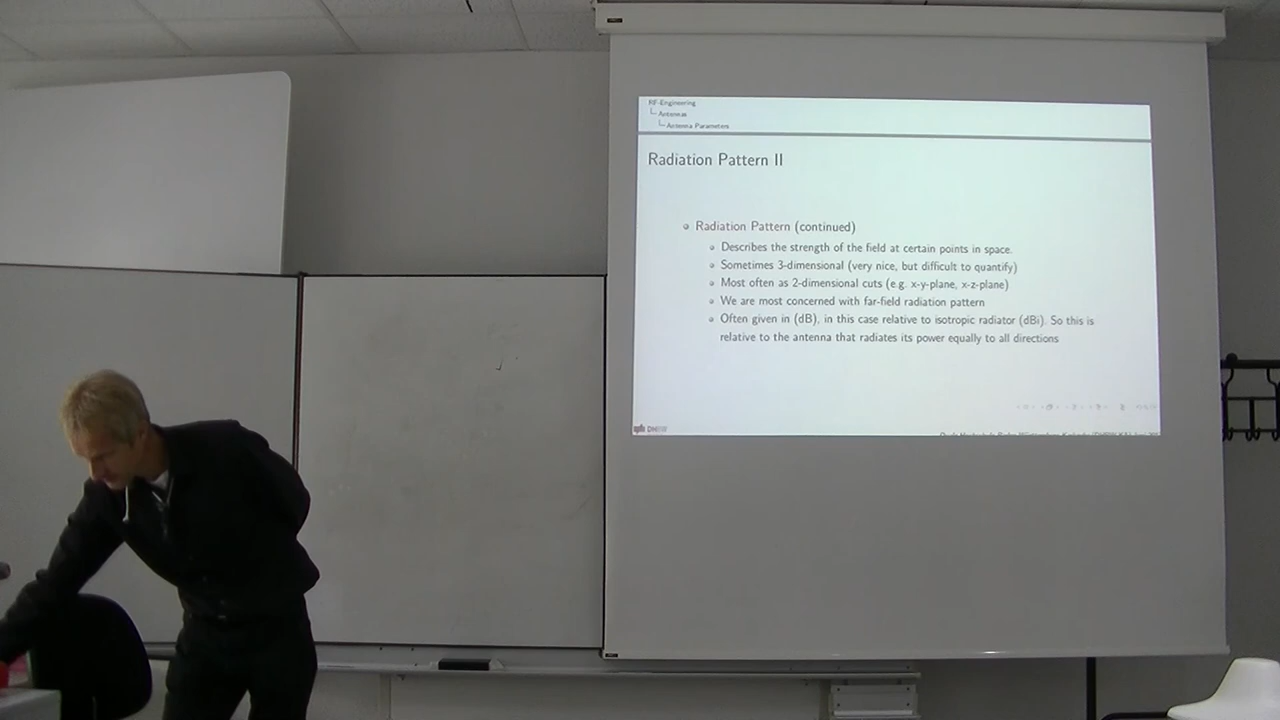 RF-Engineering
Antennas
Antenna Parameters
Radiation Pattern II
Radiation Pattern (continued)
Describes the strength of the field at certain points in space.
Sometimes 3-dimensional (very nice, but difficult to quantify)
Most often as 2-dimensional cuts (e.g. x-y-plane, x-z-plane)
We are most concerned with far-field radiation pattern
Often given in (dB), in this case relative to isotropic radiator (dBi). So this is
relative to the antenna that radiates its power equally to all directions